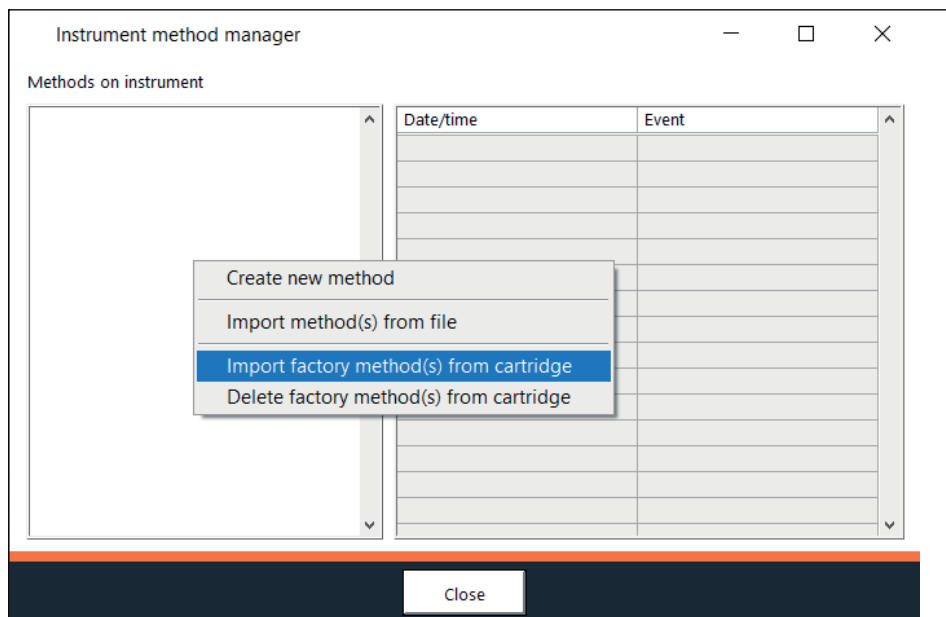 Instrument method manager
Methods on instrument
Date/time Event
Create new method
Import method(s) from file
Import factory method(s) from cartridge
Delete factory method(s) from cartridge
Close